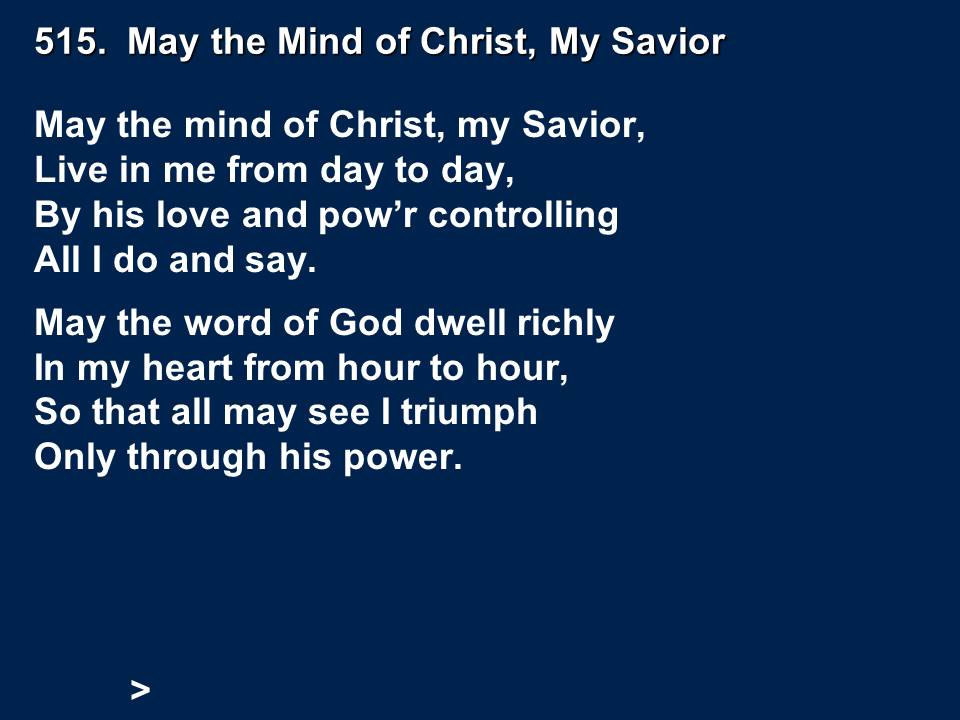 515.  May the Mind of Christ, My Savior
May the mind of Christ, my Savior,
Live in me from day to day,
By his love and pow’r controlling
All I do and say.
May the word of God dwell richly
In my heart from hour to hour,
So that all may see I triumph
Only through his power.
>